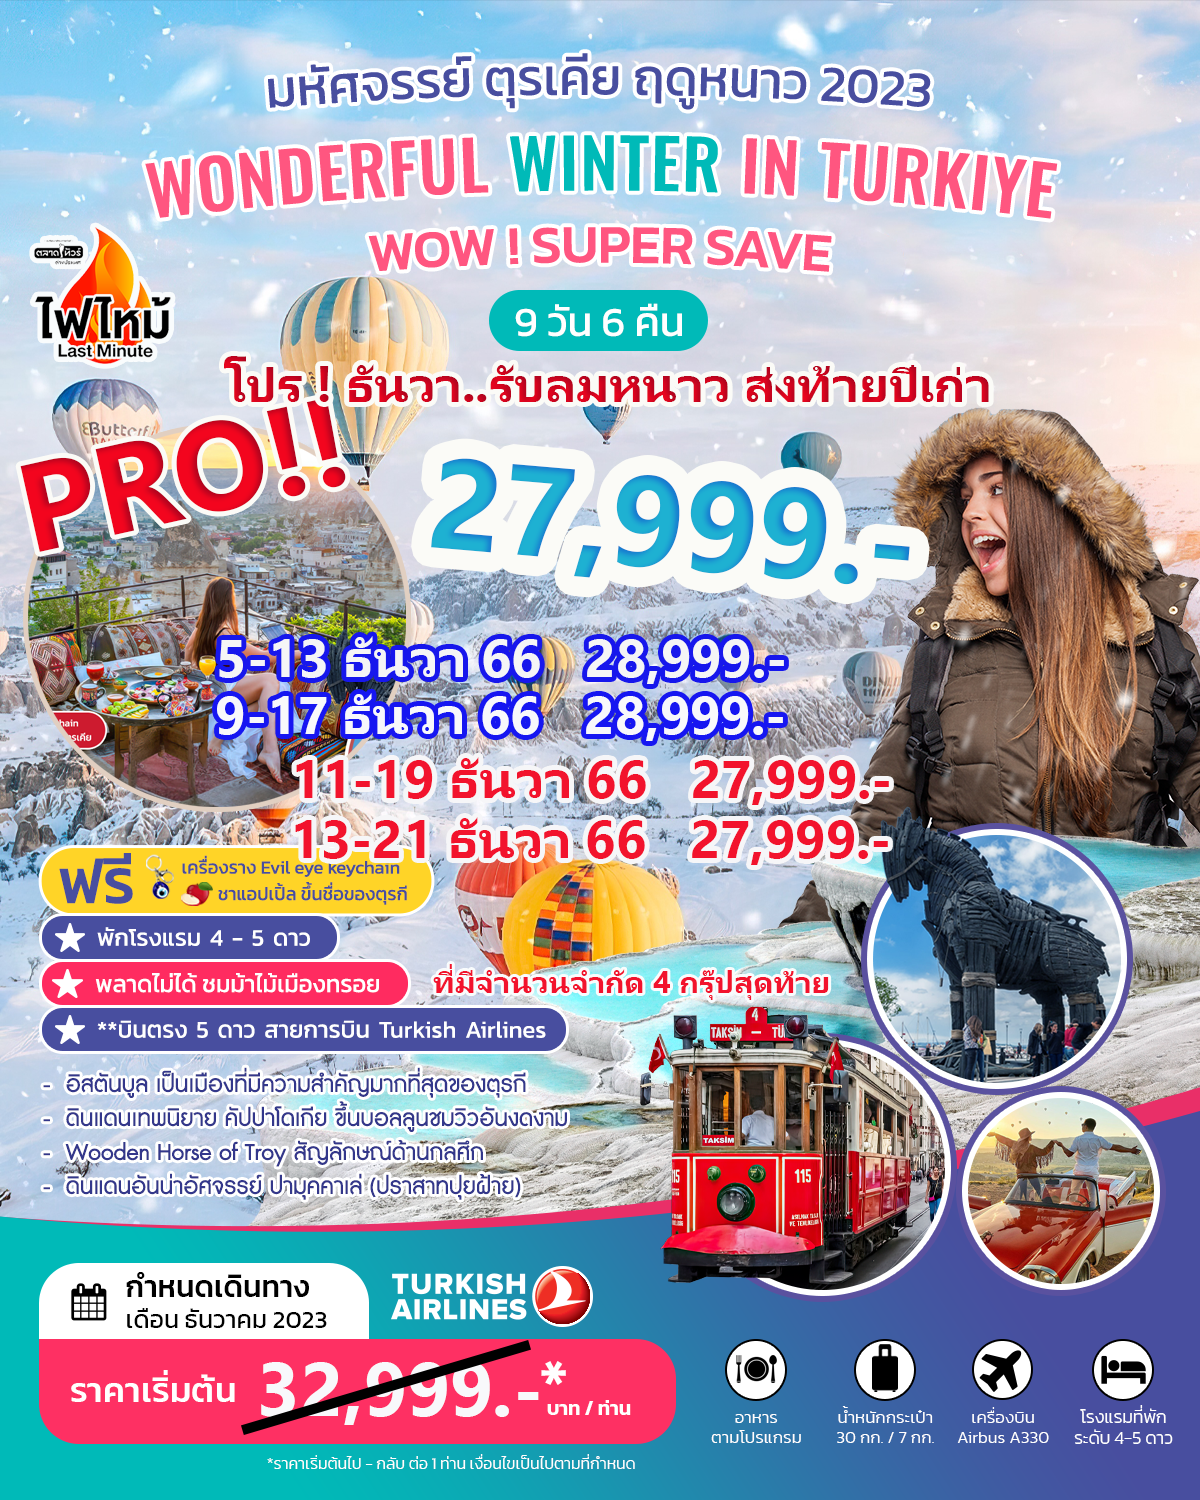 มหัศจรรย์ ตุรเคีย ฤดูหนาว 2023
WONDERFUL WINTER IN TURKIYE
WOW ! SUPER SAVE
ตลาดทัวร์
ไฟไหม้
Last Minute
9 วัน 6 คืน
โปร ! ธันวา..รับลมหนาว ส่งท้ายปีเก่า
PRO!!
27,999.-
5-13 ธันวา 66 28,999.-
9-17 ธันวา 66 28,999.-
11-19 ธันวา 66 27,999.-
13-21 ธันวา 66 27,999.-
ฟรี เครื่องราง Evil eye keychain
ชาแอปเปิ้ล ขึ้นชื่อของตุรกี
พักโรงแรม 4 - 5 ดาว
พลาดไม่ได้ ชมม้าไม้เมืองทรอย
ที่มีจำนวนจำกัด 4 กรุ๊ปสุดท้าย
**บินตรง 5 ดาว สายการบิน Turkish Airlines
- อิสตันบูล เป็นเมืองที่มีความสำคัญมากที่สุดของตุรกี
- ดินแดนเทพนิยาย คัปปาโดเกีย ขึ้นบอลลูนชมวิวอันงดงาม
- Wooden Horse of Troy สัญลักษณ์ด้านกลศึก
- ดินแดนอันน่าอัศจรรย์ ปามุคคาเล่ (ปราสาทปุยฝ้าย)
4
TAKSİM — TÜ
TAKSİM
115
115
กำหนดเดินทาง
เดือน ธันวาคม 2023
TURKISH
AIRLINES
ราคาเริ่มต้น 32,999.-*
บาท / ท่าน
*ราคาเริ่มต้นไป - กลับ ต่อ 1 ท่าน เงื่อนไขเป็นไปตามที่กำหนด
อาหาร
ตามโปรแกรม
น้ำหนักกระเป๋า
30 กก. / 7 กก.
เครื่องบิน
Airbus A330
โรงแรมที่พัก
ระดับ 4-5 ดาว